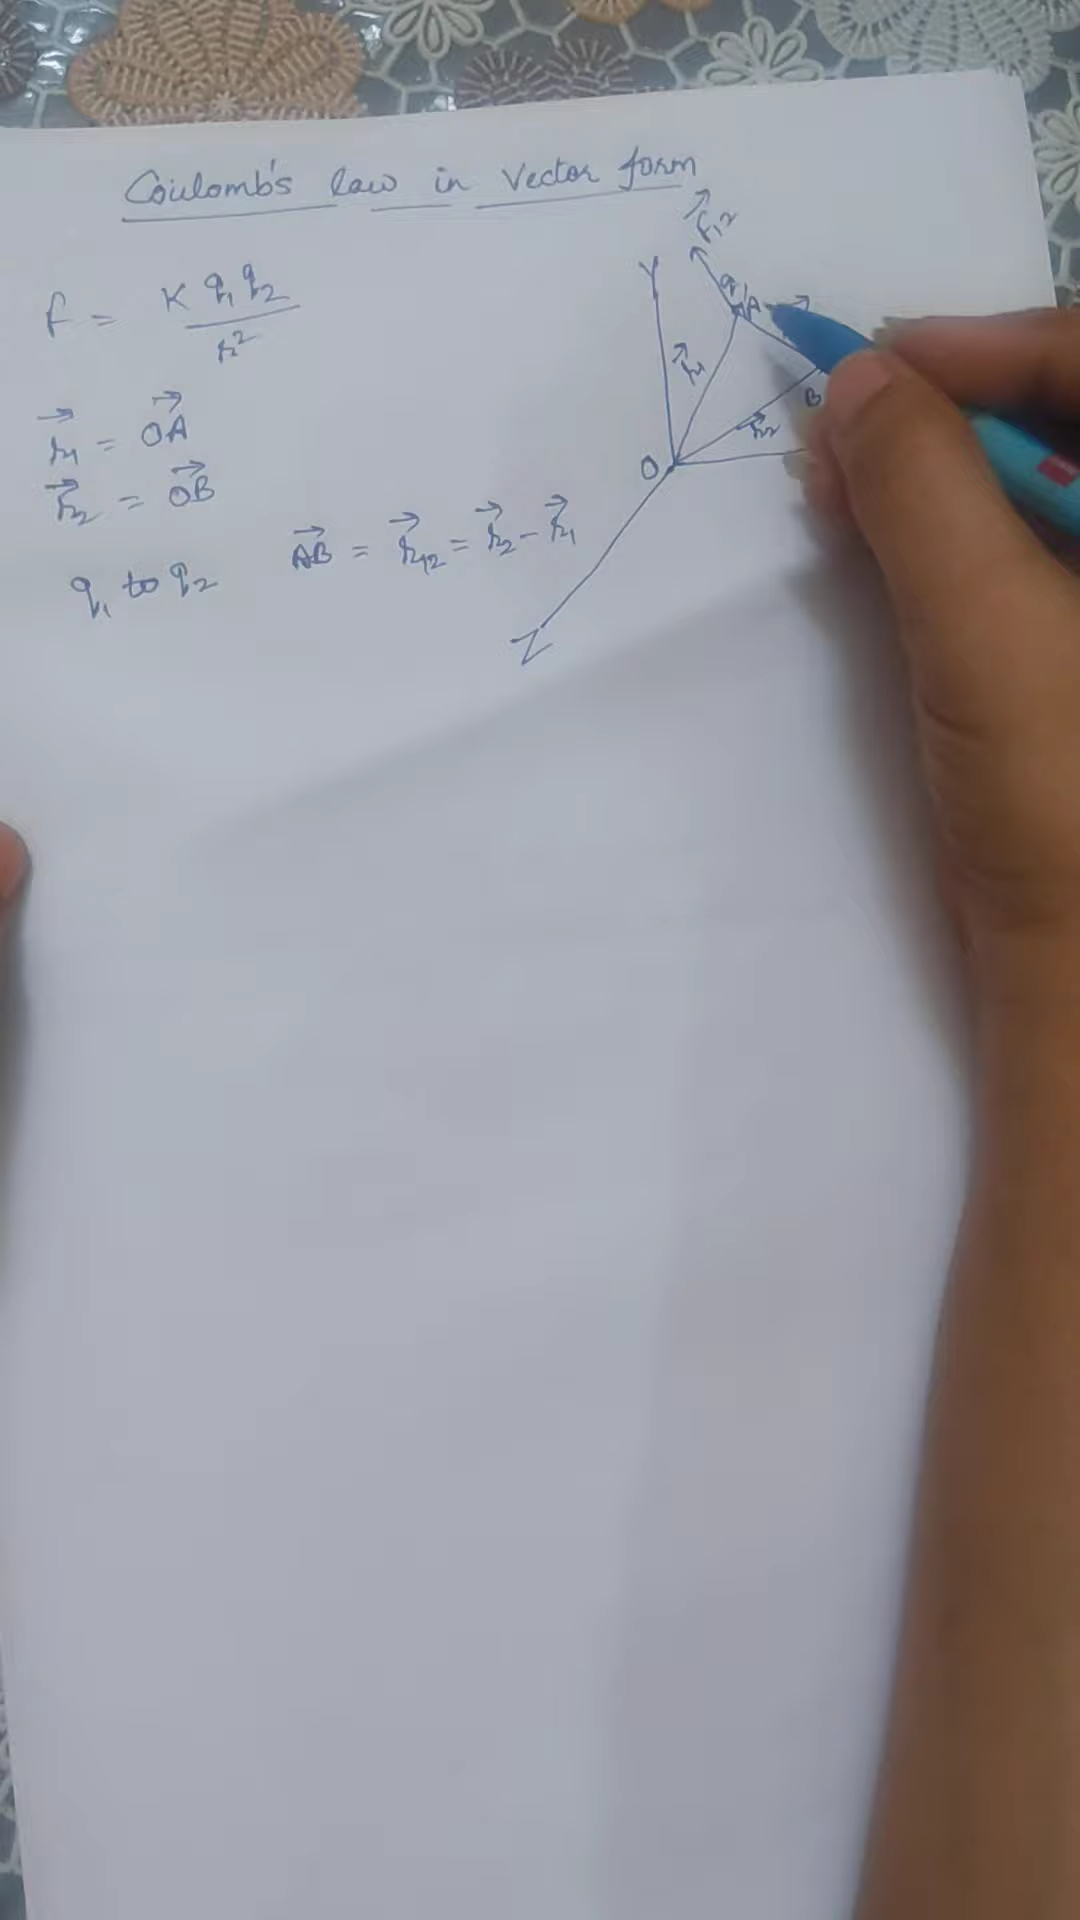 Coulomb's law in Vector form
F = K q₁ q₂ / r²
r₁⃗ = OA⃗
r₂⃗ = OB⃗
q₁ to q₂
AB⃗ = r₁₂⃗ = r₂⃗ - r₁⃗
F₁₂⃗
Y
q₁
A
r₁⃗
B
r₂⃗
O
Z